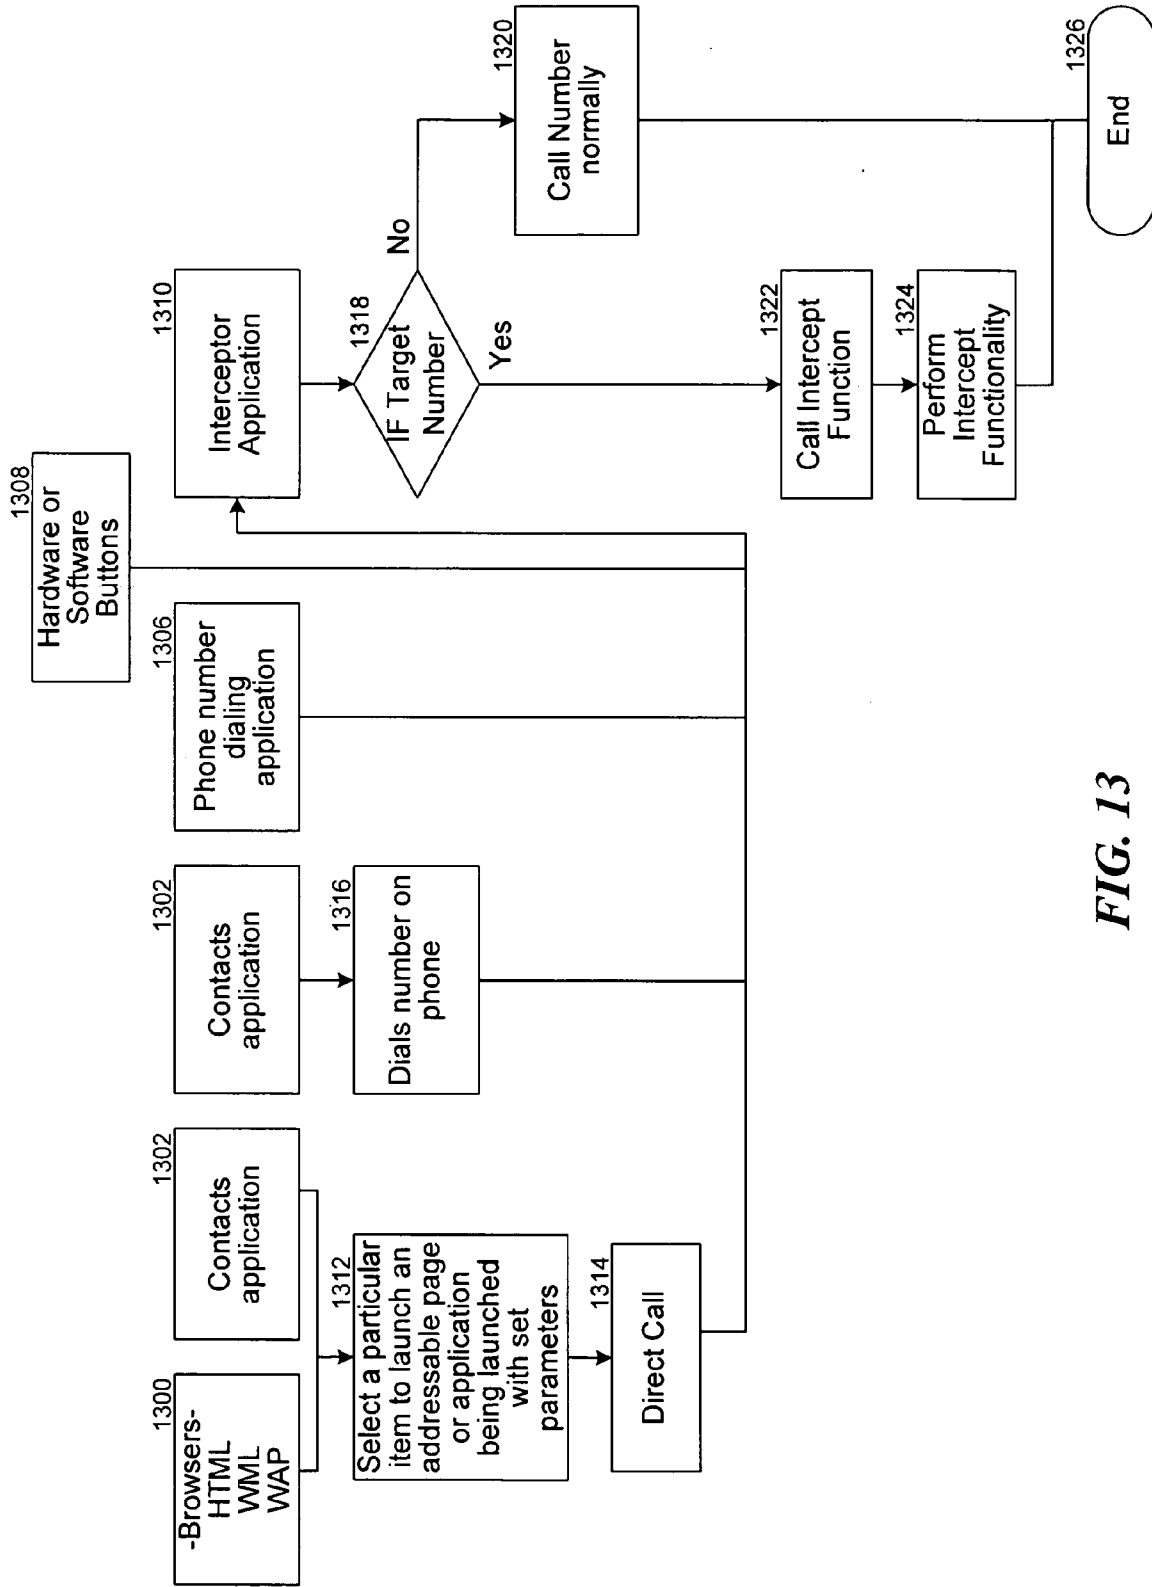 1300
-Browsers-
HTML
WML
WAP
1302
Contacts
application
1312
Select a particular
item to launch an
addressable page
or application
being launched
with set
parameters
1314
Direct Call
1302
Contacts
application
1316
Dials number on
phone
1306
Phone number
dialing
application
1308
Hardware or
Software
Buttons
1310
Interceptor
Application
1318
IF Target
Number
No
Yes
1320
Call Number
normally
1322
Call Intercept
Function
1324
Perform
Intercept
Functionality
1326
End
FIG. 13